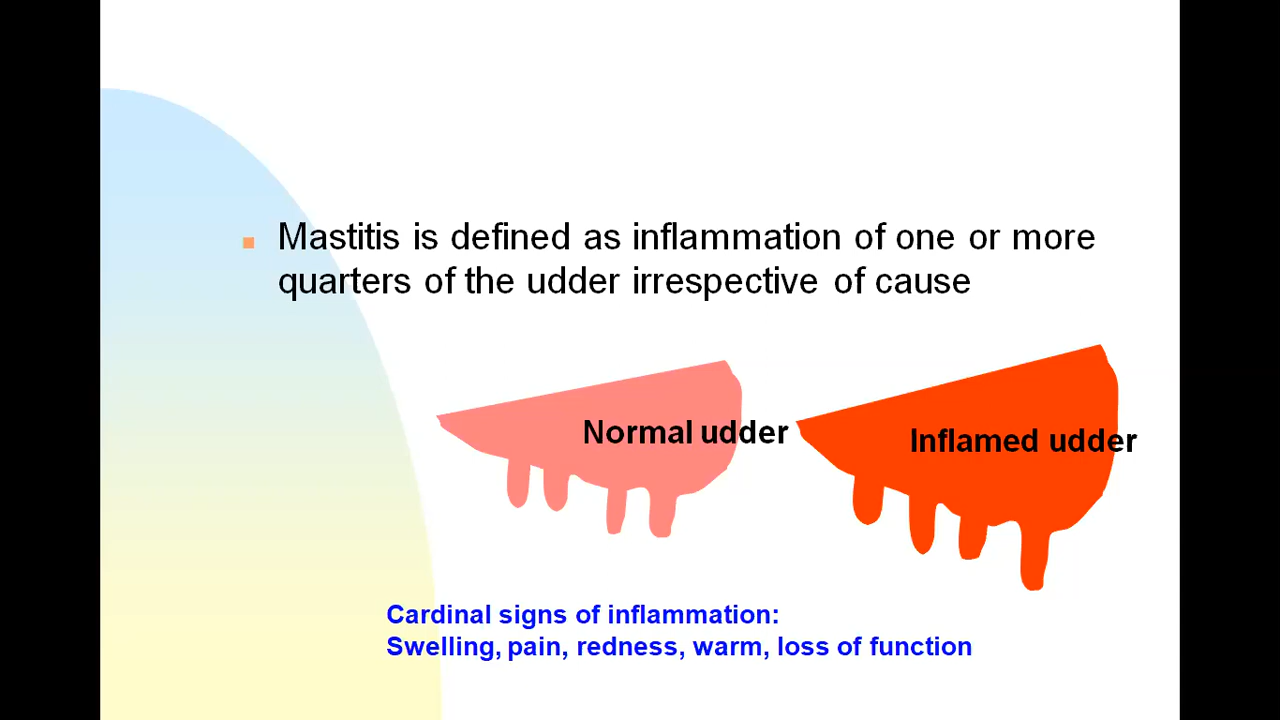 Mastitis is defined as inflammation of one or more
quarters of the udder irrespective of cause
Normal udder
Inflamed udder
Cardinal signs of inflammation:
Swelling, pain, redness, warm, loss of function